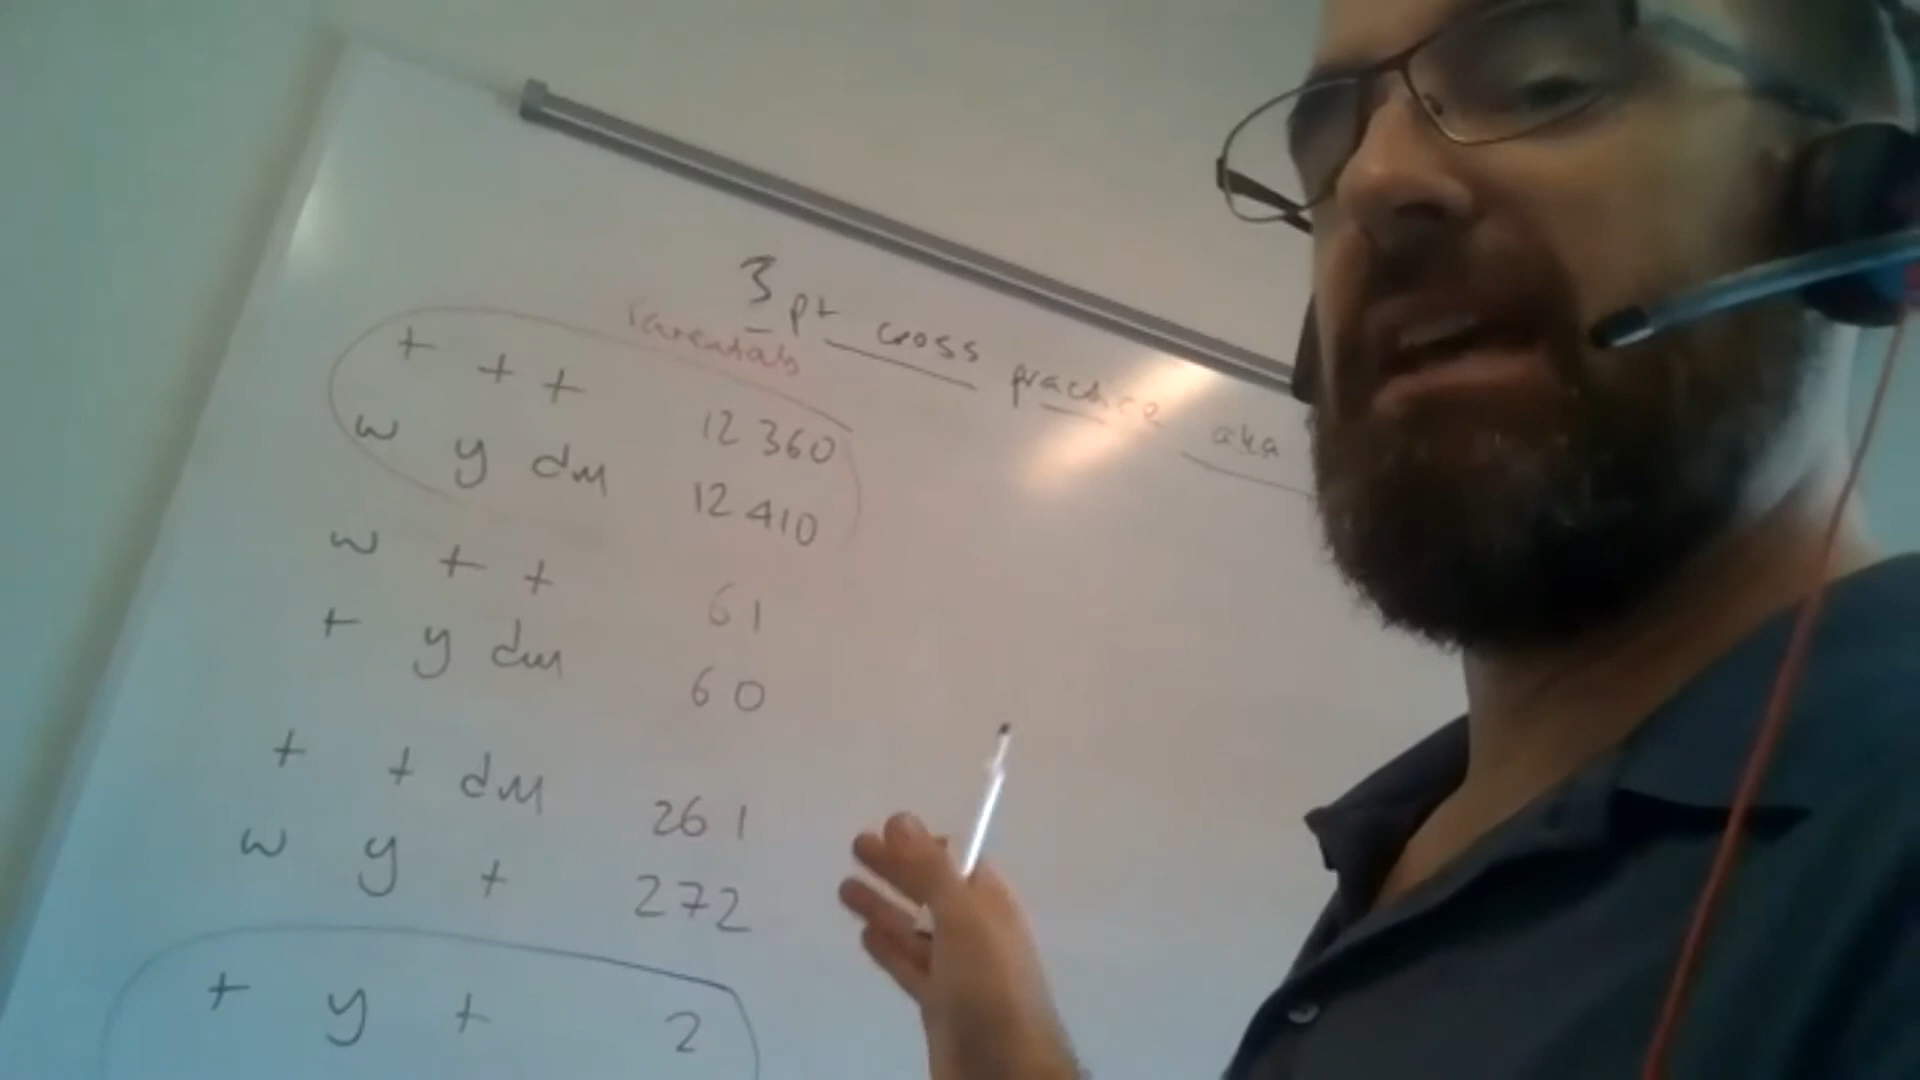 3 pt cross practice aka
Parentals
+ + + 12360
w y dm 12410
w + + 61
+ y dm 60
+ + dm 261
w y + 272
+ y + 2